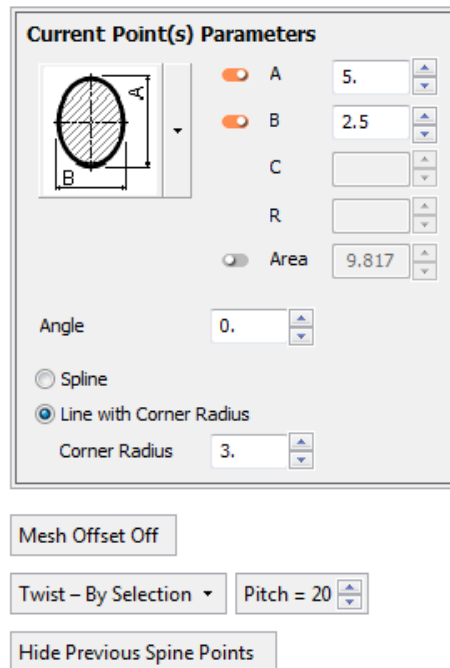 Current Point(s) Parameters
A
B
A 5.
B 2.5
C
R
Area 9.817
Angle 0.
Spline
Line with Corner Radius
Corner Radius 3.
Mesh Offset Off
Twist – By Selection Pitch = 20
Hide Previous Spine Points